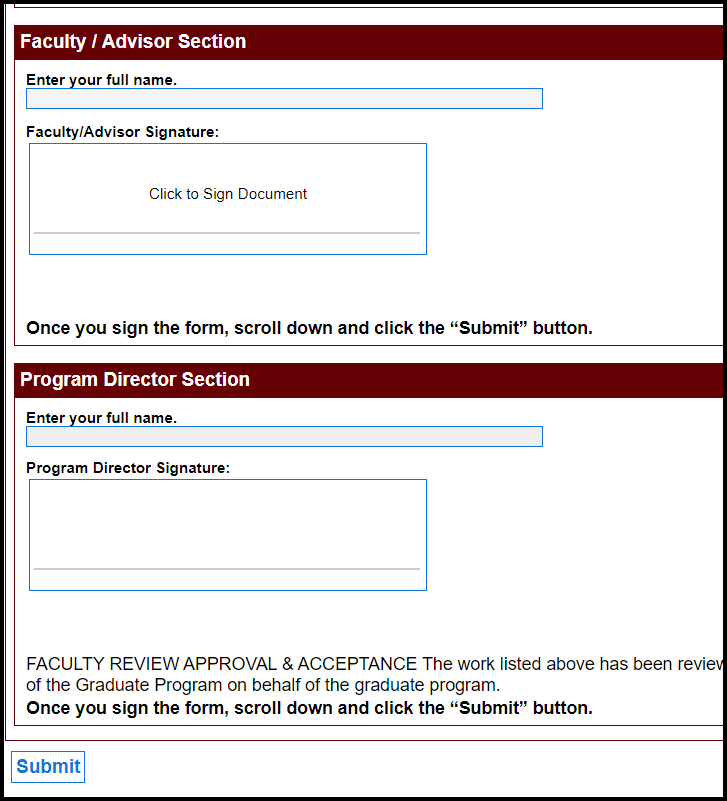 Faculty / Advisor Section
Enter your full name.
Faculty/Advisor Signature:
Click to Sign Document
Once you sign the form, scroll down and click the “Submit” button.
Program Director Section
Enter your full name.
Program Director Signature:
FACULTY REVIEW APPROVAL & ACCEPTANCE The work listed above has been review
of the Graduate Program on behalf of the graduate program.
Once you sign the form, scroll down and click the “Submit” button.
Submit